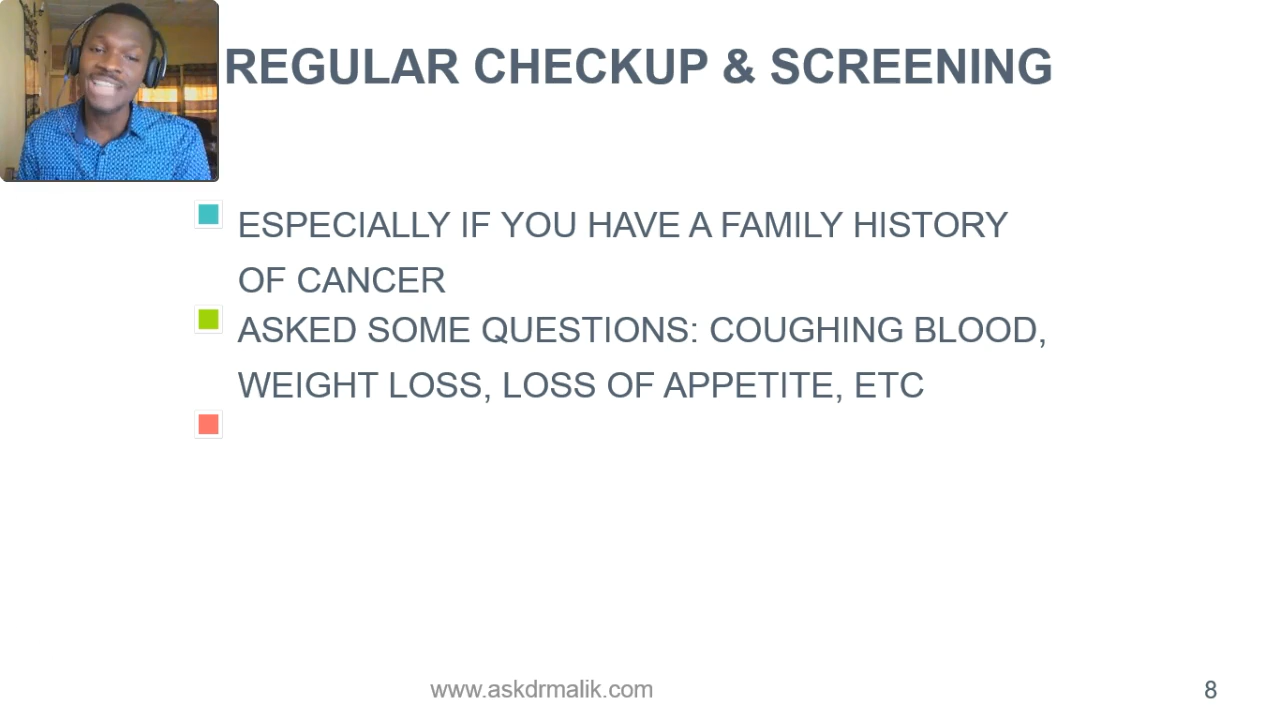 REGULAR CHECKUP & SCREENING
ESPECIALLY IF YOU HAVE A FAMILY HISTORY
OF CANCER
ASKED SOME QUESTIONS: COUGHING BLOOD,
WEIGHT LOSS, LOSS OF APPETITE, ETC
www.askdrmalik.com
8